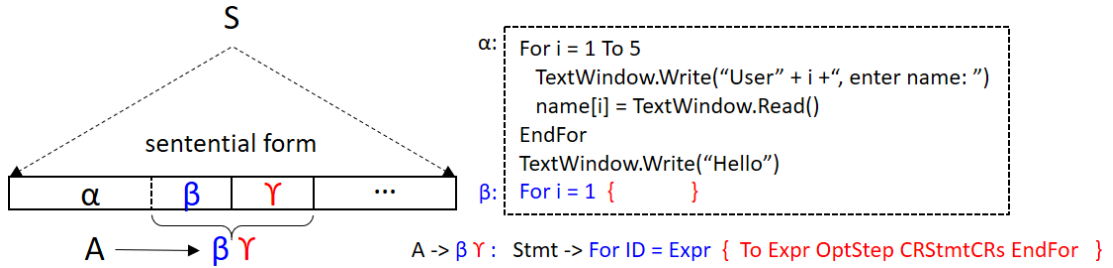 S
sentential form
α β ϒ ...
A β ϒ
α:
For i = 1 To 5
TextWindow.Write(“User” + i +“, enter name: ”)
name[i] = TextWindow.Read()
EndFor
TextWindow.Write(“Hello”)
β: For i = 1 { }
A -> β ϒ : Stmt -> For ID = Expr { To Expr OptStep CRStmtCRs EndFor }